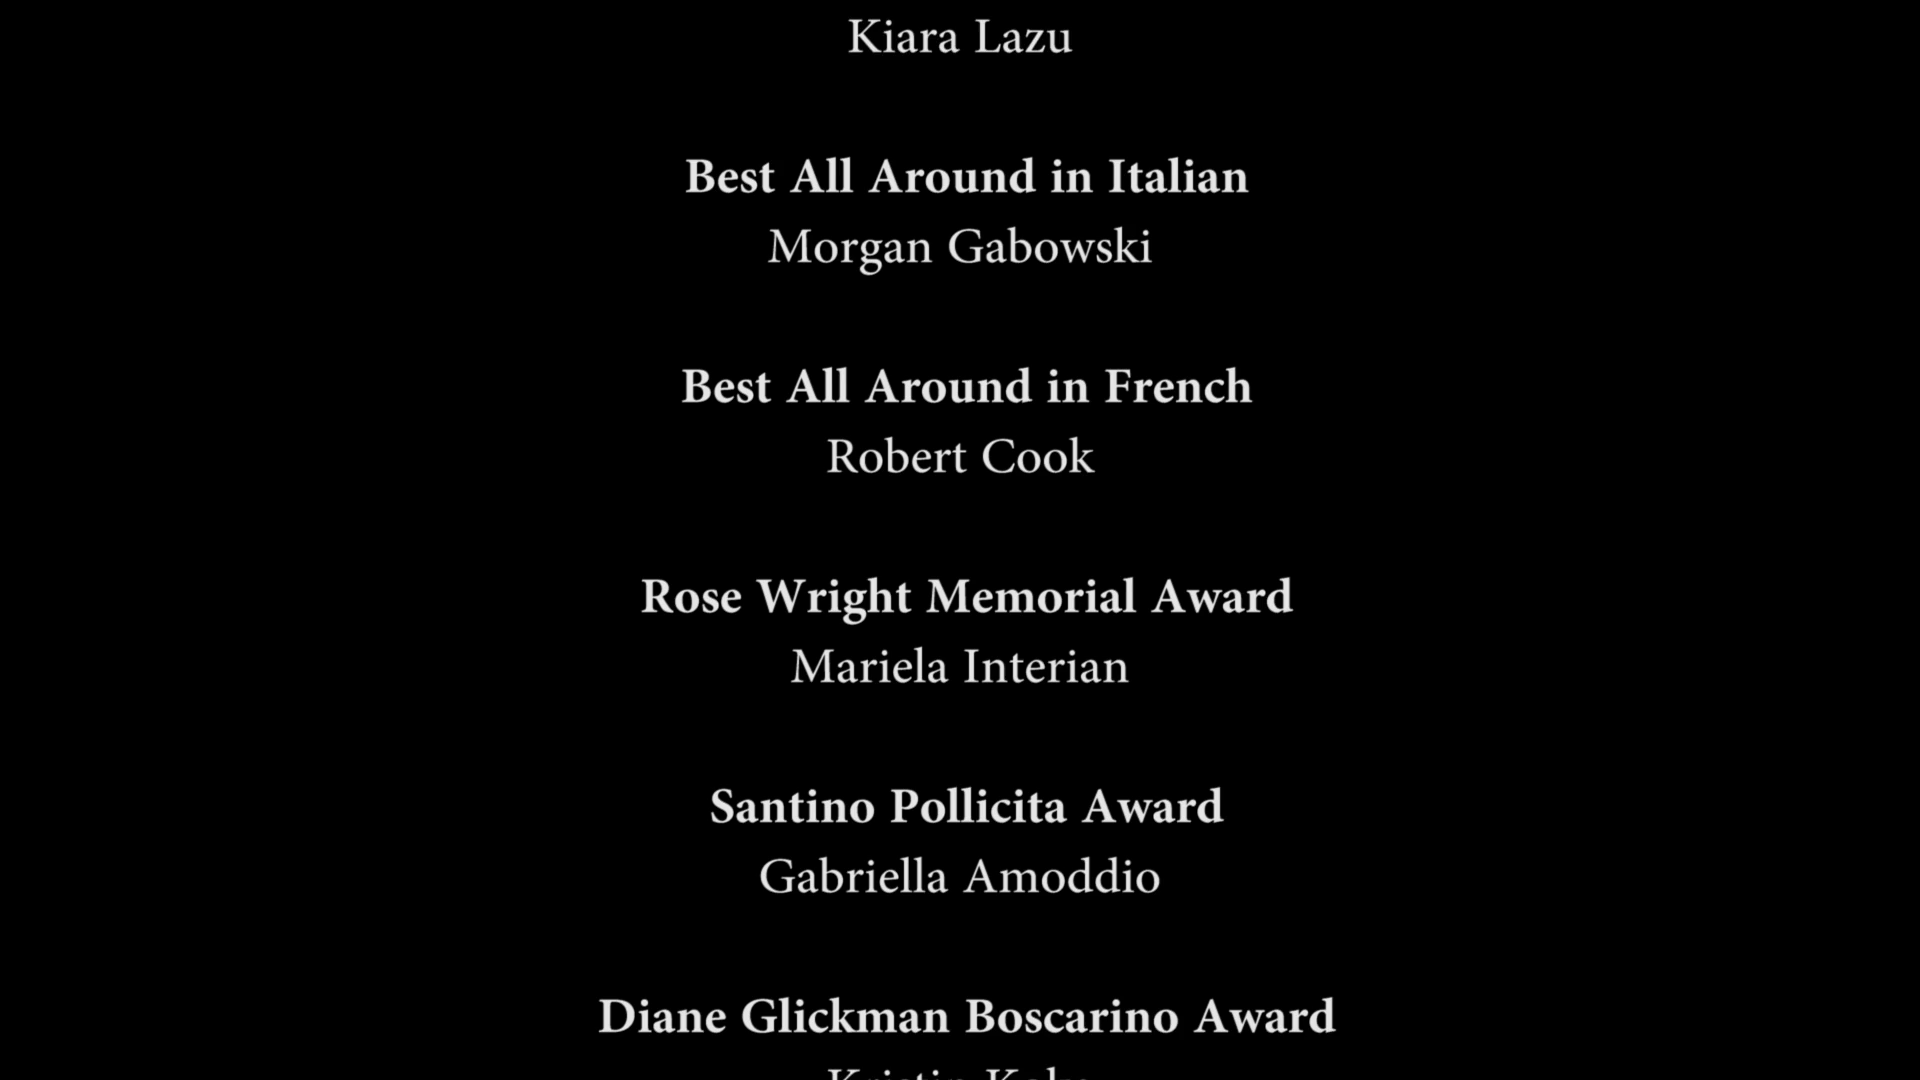 Kiara Lazu
Best All Around in Italian
Morgan Gabowski
Best All Around in French
Robert Cook
Rose Wright Memorial Award
Mariela Interian
Santino Pollicita Award
Gabriella Amoddio
Diane Glickman Boscarino Award
Kristin